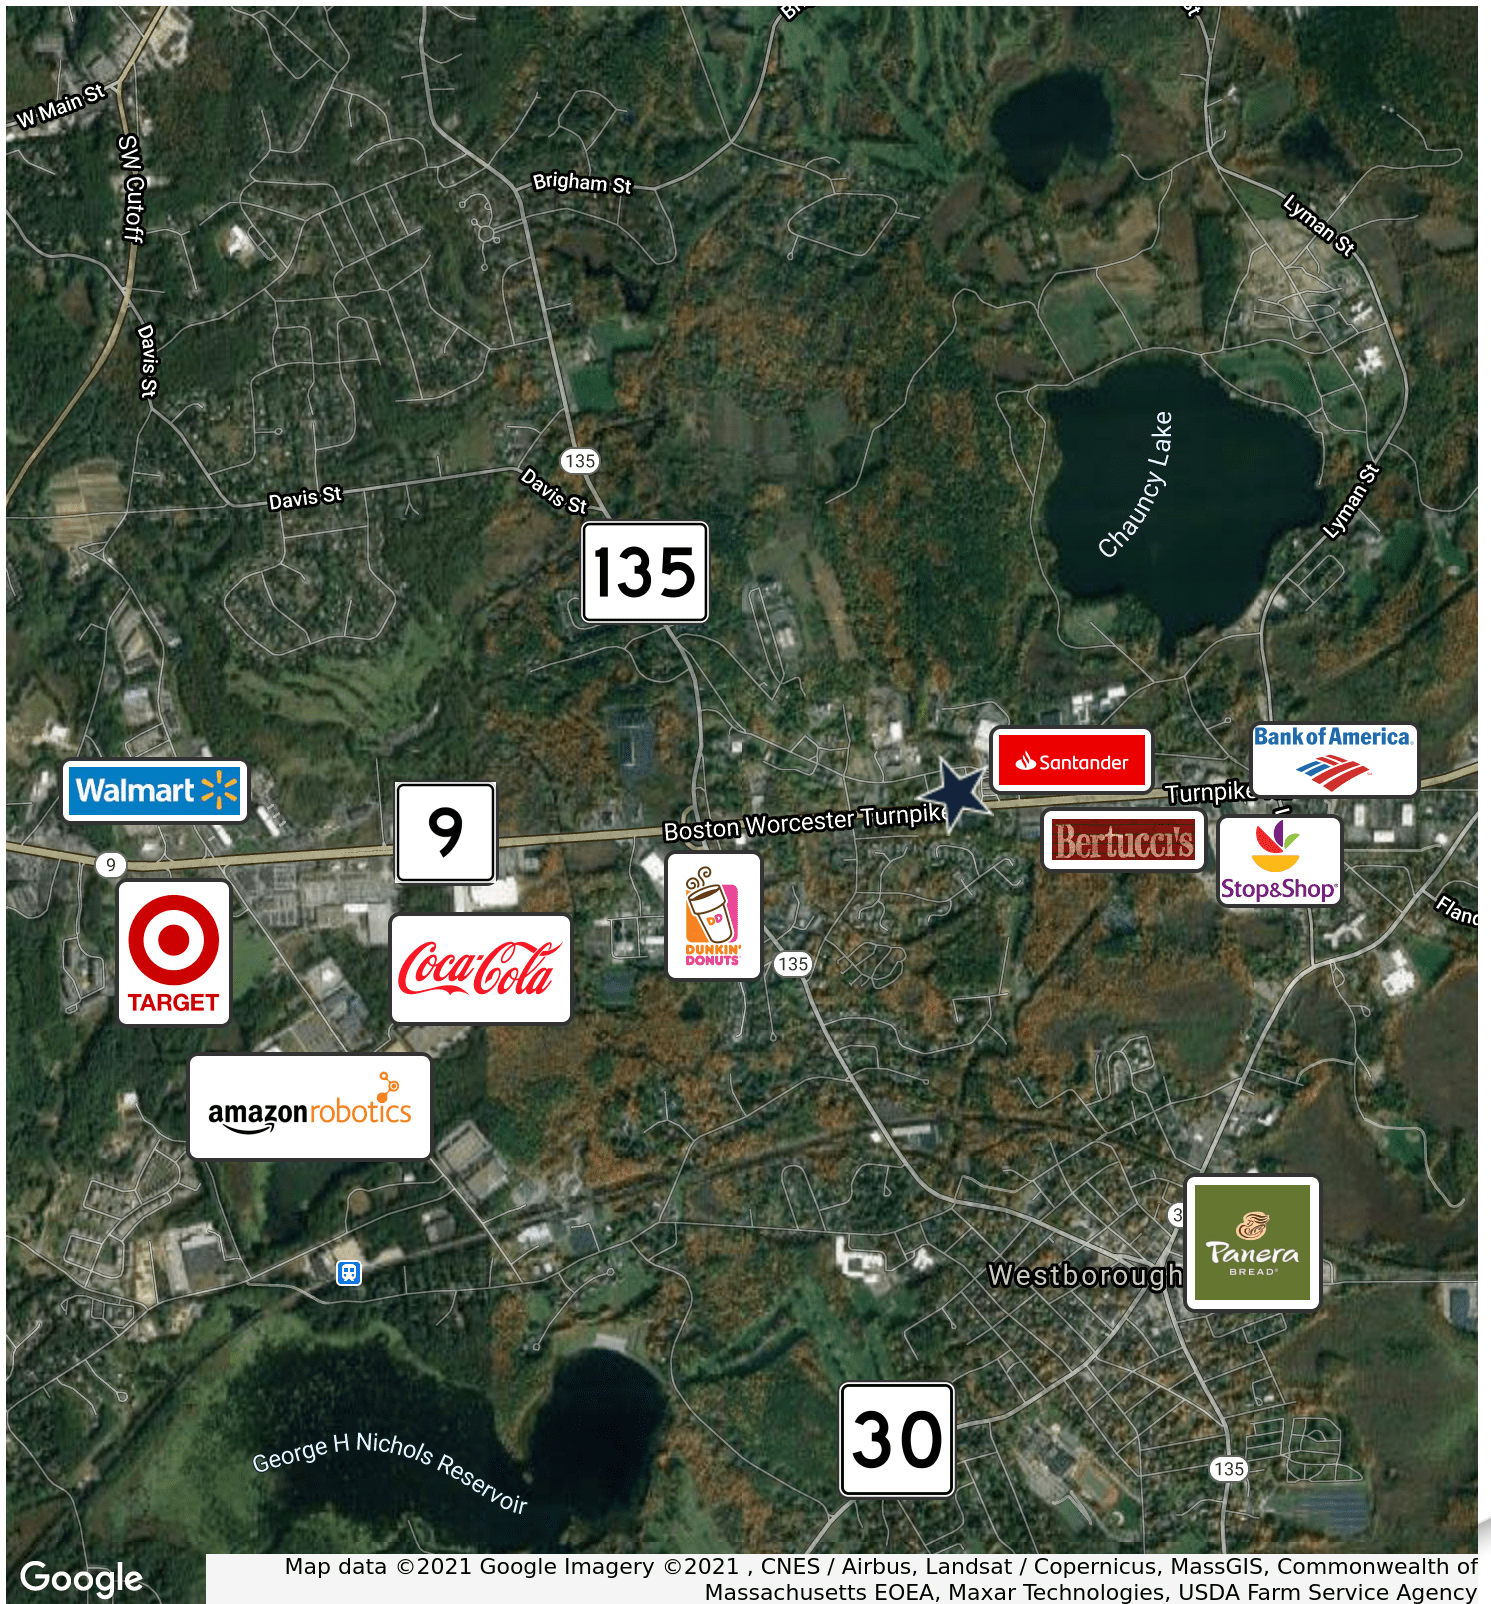 W Main St
SW Cutoff
Brigham St
Lyman St
Davis St
Chauncy Lake
135
Davis St
Davis St
Lyman St
135
Santander
Bank of America
Walmart
Turnpike
9
Boston Worcester Turnpike
Bertucci's
9
Stop&Shop
TARGET
Coca-Cola
DD
DUNKIN'
DONUTS
135
amazonrobotics
3
Panera
BREAD
Westborough
30
George H Nichols Reservoir
135
Google
Map data ©2021 Google Imagery ©2021 , CNES / Airbus, Landsat / Copernicus, MassGIS, Commonwealth of
Massachusetts EOEA, Maxar Technologies, USDA Farm Service Agency